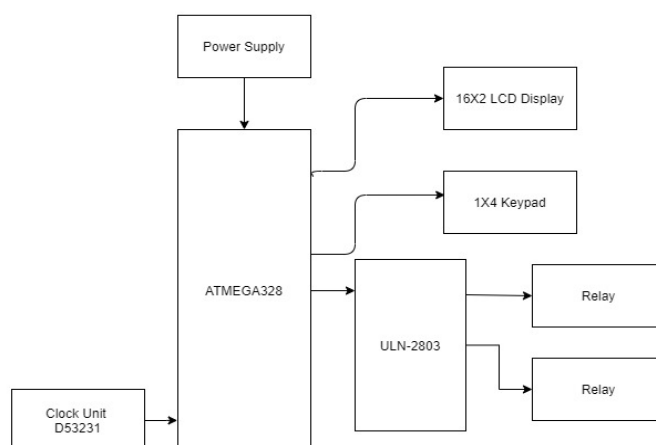 Power Supply
16X2 LCD Display
1X4 Keypad
ATMEGA328
Relay
ULN-2803
Relay
Clock Unit
D53231